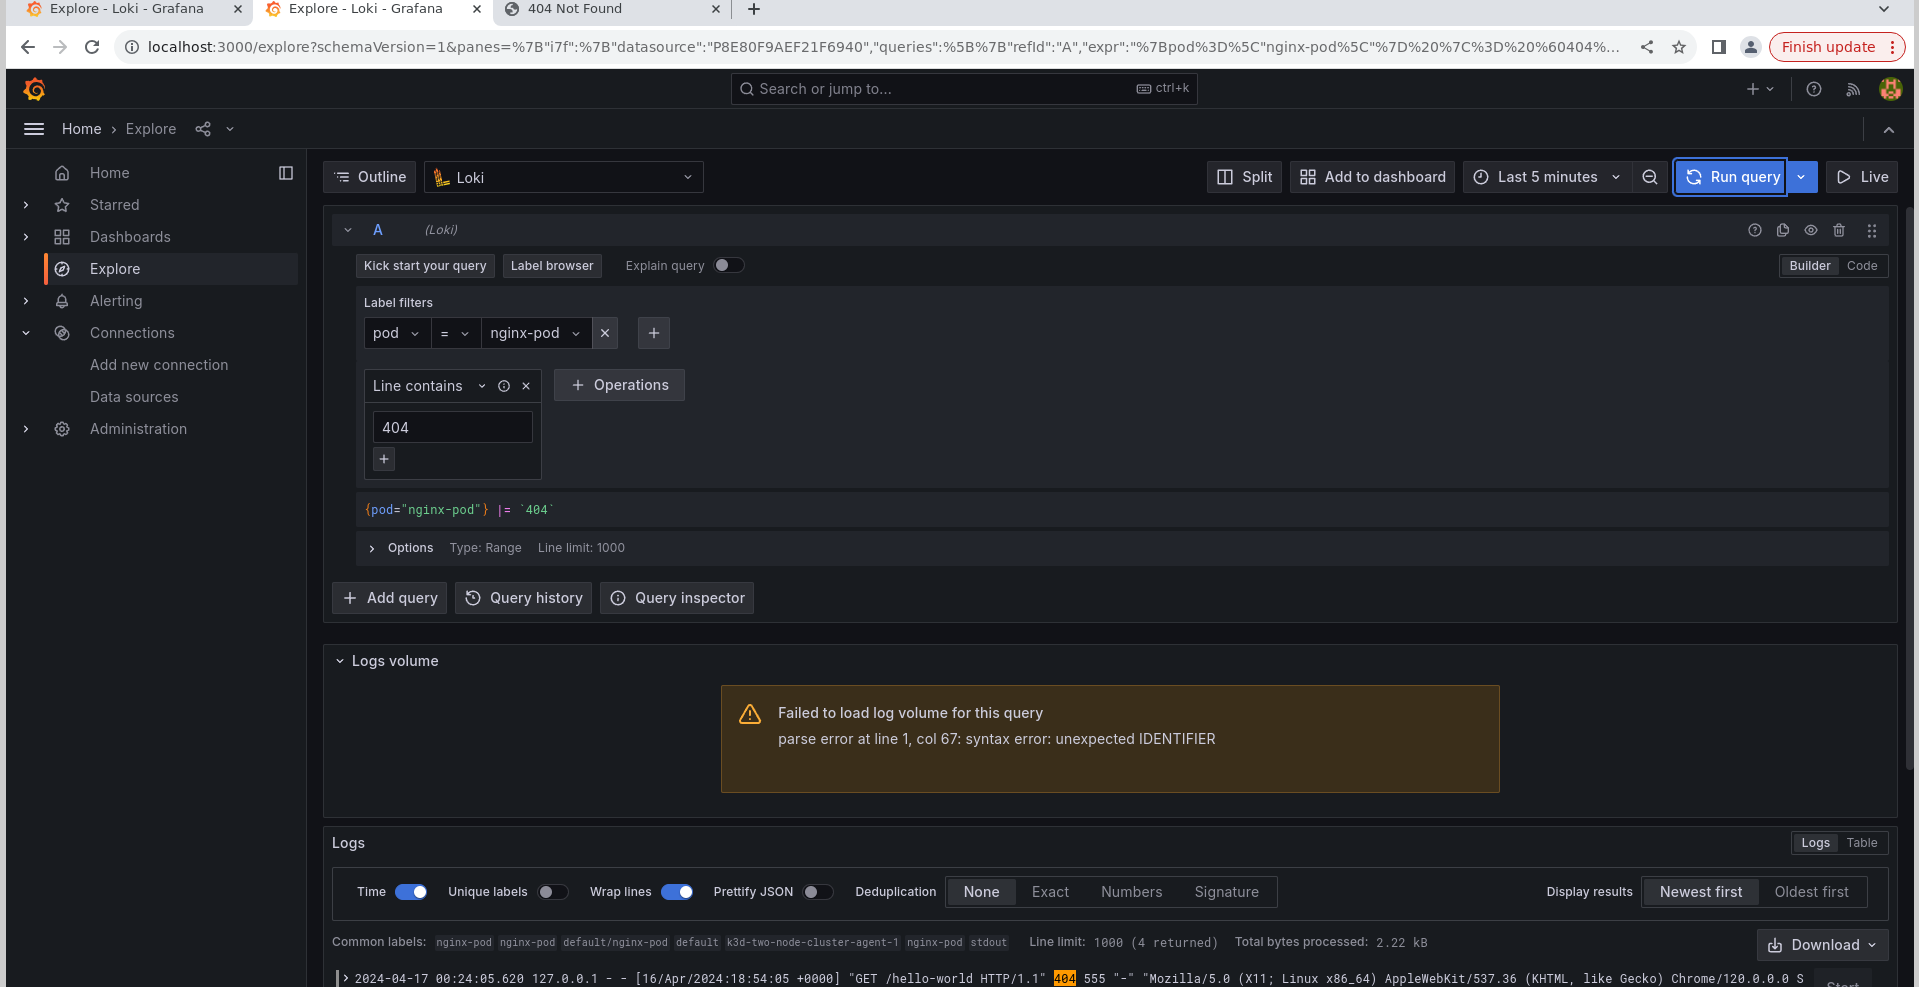 Explore - Loki - Grafana
Explore - Loki - Grafana
404 Not Found
localhost:3000/explore?schemaVersion=1&panes=%7B"i7f":%7B"datasource":"P8E80F9AEF21F6940","queries":%5B%7B"refId":"A","expr":"%7Bpod%3D%5C"nginx-pod%5C"%7D%20%7C%3D%20%60404%...
Finish update
Search or jump to...
ctrl+k
Home › Explore
Home
Starred
Dashboards
Explore
Alerting
Connections
Add new connection
Data sources
Administration
Outline
Loki
Split
Add to dashboard
Last 5 minutes
Run query
Live
A (Loki)
Kick start your query
Label browser
Explain query
Builder
Code
Label filters
pod
=
nginx-pod
Line contains
+ Operations
404
{pod="nginx-pod"} |= `404`
Options Type: Range Line limit: 1000
+ Add query
Query history
Query inspector
Logs volume
Failed to load log volume for this query
parse error at line 1, col 67: syntax error: unexpected IDENTIFIER
Logs
Logs
Table
Time
Unique labels
Wrap lines
Prettify JSON
Deduplication
None
Exact
Numbers
Signature
Display results
Newest first
Oldest first
Common labels: nginx-pod nginx-pod default/nginx-pod default k3d-two-node-cluster-agent-1 nginx-pod stdout Line limit: 1000 (4 returned) Total bytes processed: 2.22 kB
Download
2024-04-17 00:24:05.620 127.0.0.1 - - [16/Apr/2024:18:54:05 +0000] "GET /hello-world HTTP/1.1" 404 555 "-" "Mozilla/5.0 (X11; Linux x86_64) AppleWebKit/537.36 (KHTML, like Gecko) Chrome/120.0.0.0 S
Start